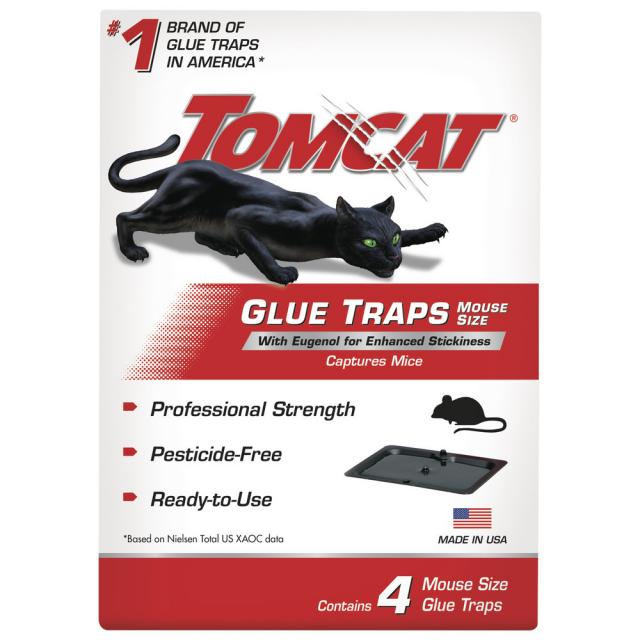 #1 BRAND OF
GLUE TRAPS
IN AMERICA*
TOMCAT®
GLUE TRAPS MOUSE SIZE
With Eugenol for Enhanced Stickiness
Captures Mice
Professional Strength
Pesticide-Free
Ready-to-Use
*Based on Nielsen Total US XAOC data
MADE IN USA
Contains 4 Mouse Size
Glue Traps